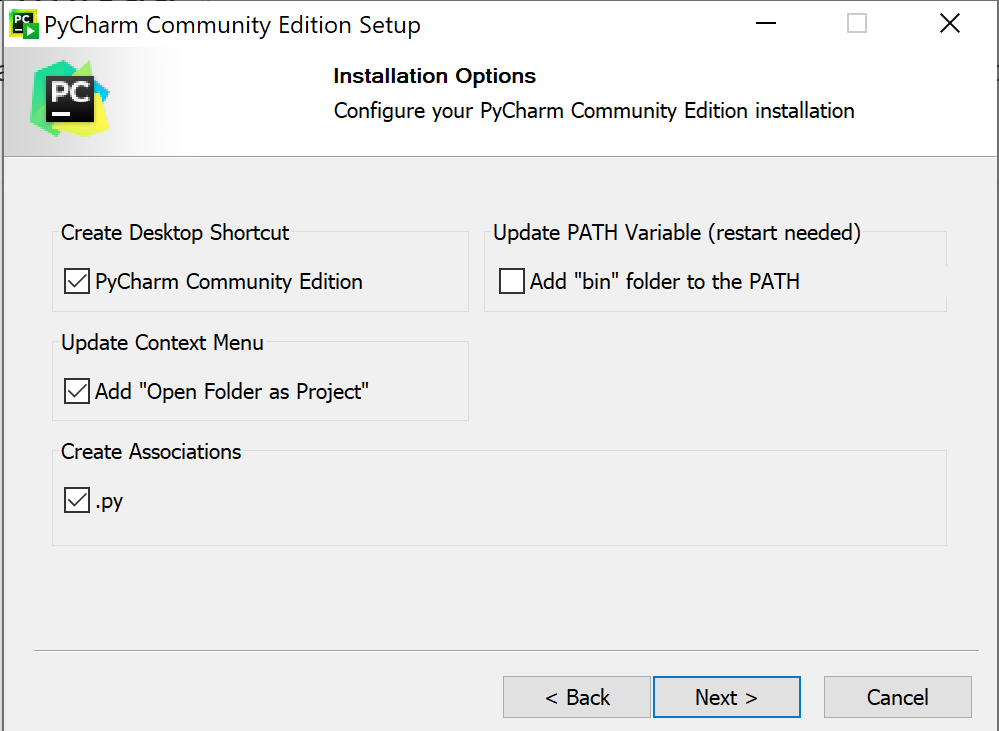 PC
PyCharm Community Edition Setup
PC
Installation Options
Configure your PyCharm Community Edition installation
Create Desktop Shortcut
PyCharm Community Edition
Update PATH Variable (restart needed)
Add "bin" folder to the PATH
Update Context Menu
Add "Open Folder as Project"
Create Associations
.py
< Back
Next >
Cancel